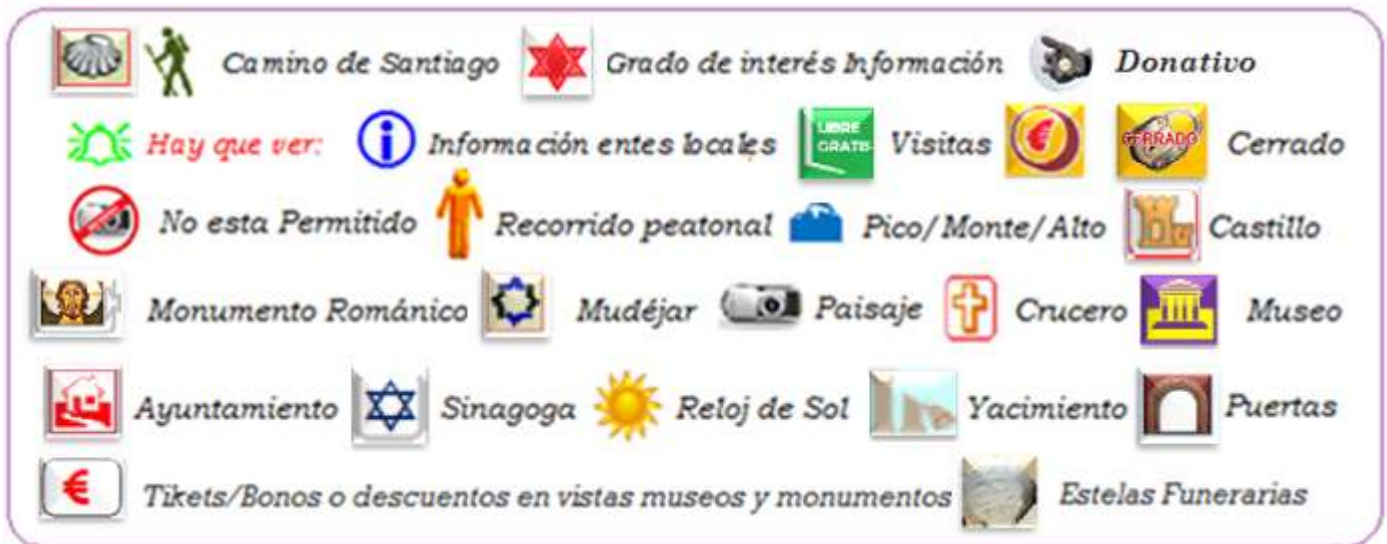 Camino de Santiago Grado de interés Información Donativo
Hay que ver: i Información entes locales LIBRE GRATIS Visitas € CERRADO Cerrado
No esta Permitido Recorrido peatonal Pico/Monte/Alto Castillo
Monumento Románico Mudéjar Paisaje Crucero Museo
Ayuntamiento Sinagoga Reloj de Sol Yacimiento Puertas
€ Tikets/Bonos o descuentos en vistas museos y monumentos Estelas Funerarias